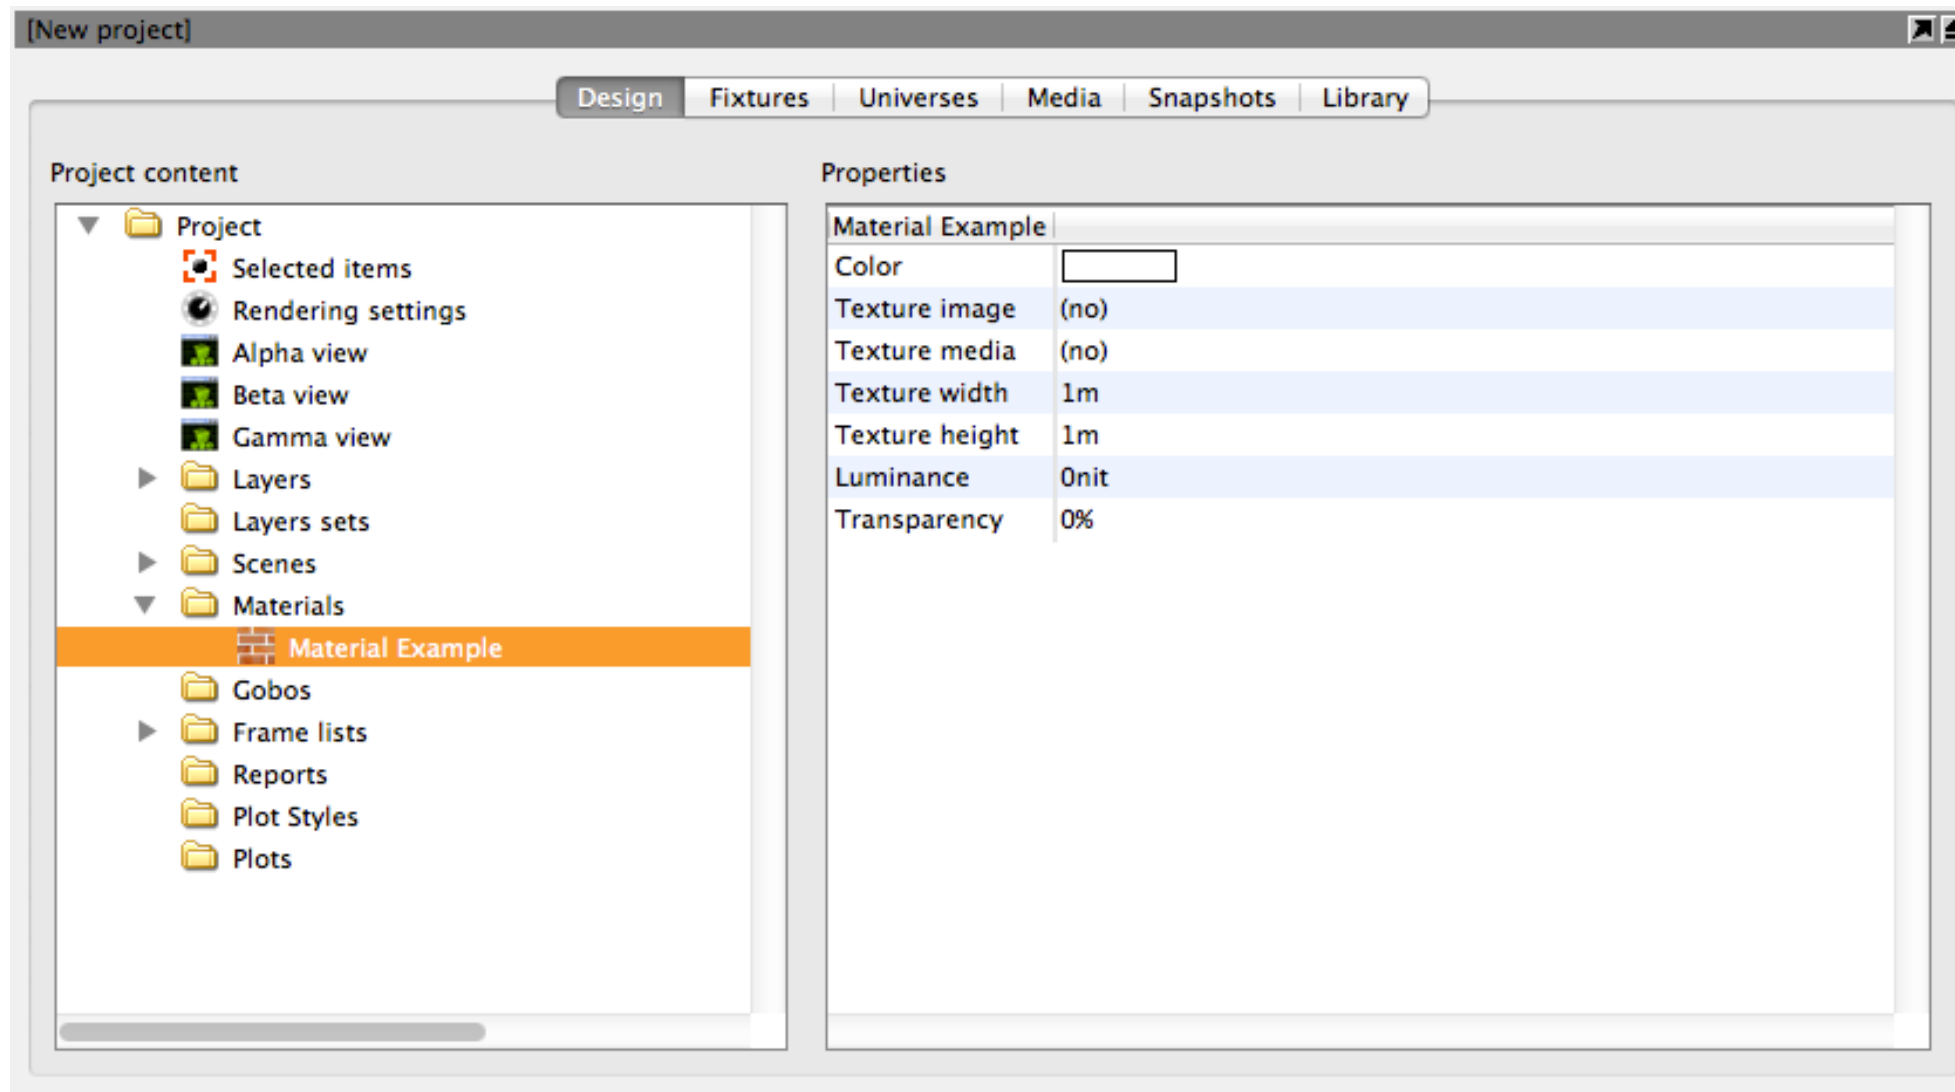 [New project]
Design Fixtures Universes Media Snapshots Library
Project content
Project
Selected items
Rendering settings
Alpha view
Beta view
Gamma view
Layers
Layers sets
Scenes
Materials
Material Example
Gobos
Frame lists
Reports
Plot Styles
Plots
Properties
Material Example
Color
Texture image (no)
Texture media (no)
Texture width 1m
Texture height 1m
Luminance 0nit
Transparency 0%